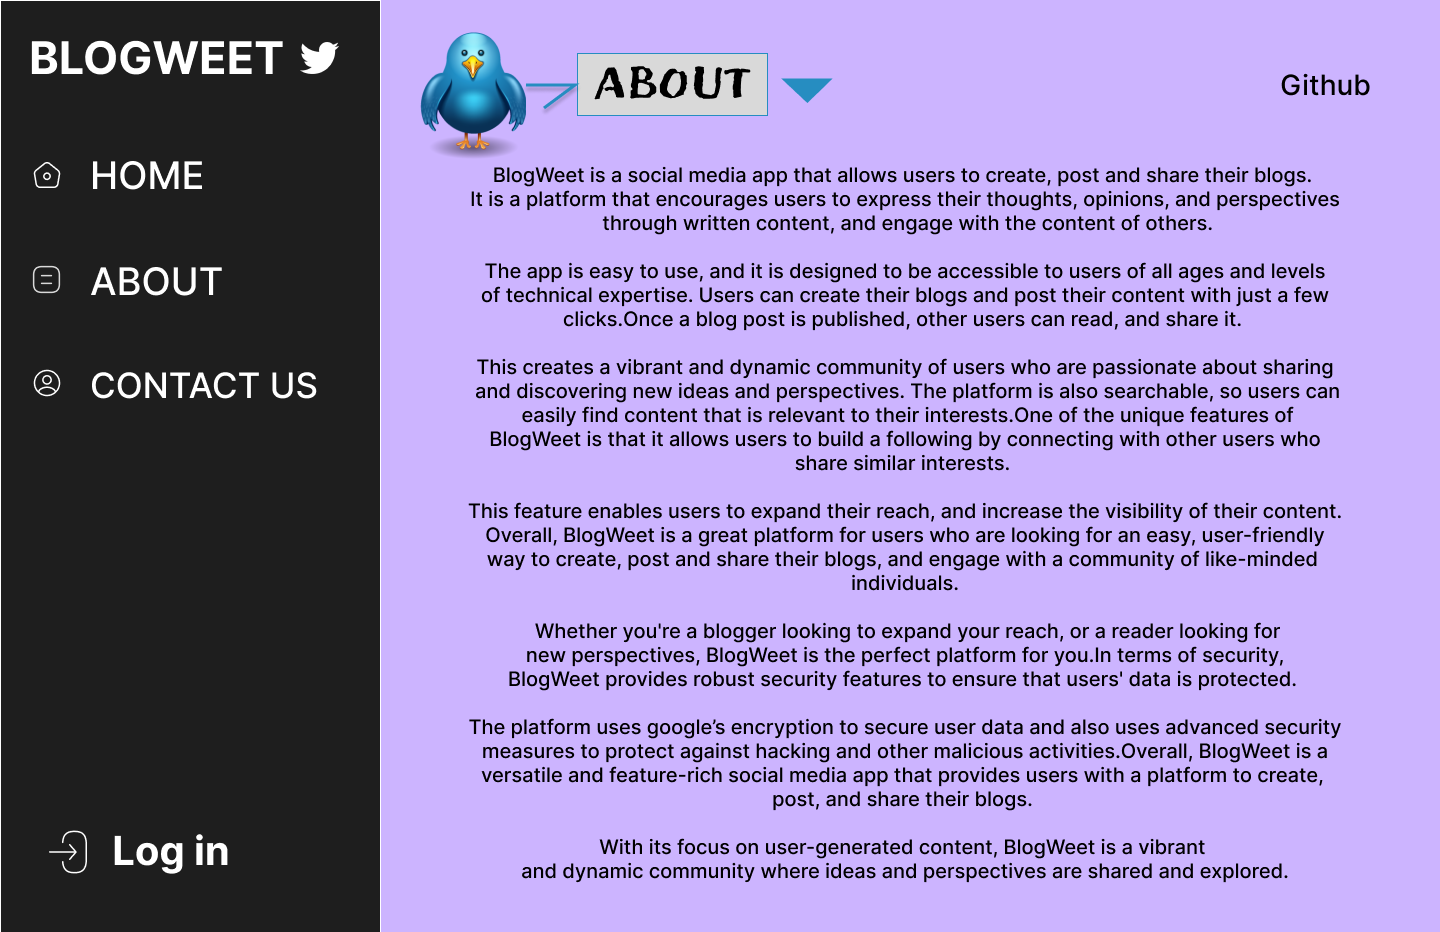 BLOGWEET
HOME
ABOUT
CONTACT US
Log in
ABOUT
Github
BlogWeet is a social media app that allows users to create, post and share their blogs.
It is a platform that encourages users to express their thoughts, opinions, and perspectives
through written content, and engage with the content of others.
The app is easy to use, and it is designed to be accessible to users of all ages and levels
of technical expertise. Users can create their blogs and post their content with just a few
clicks.Once a blog post is published, other users can read, and share it.
This creates a vibrant and dynamic community of users who are passionate about sharing
and discovering new ideas and perspectives. The platform is also searchable, so users can
easily find content that is relevant to their interests.One of the unique features of
BlogWeet is that it allows users to build a following by connecting with other users who
share similar interests.
This feature enables users to expand their reach, and increase the visibility of their content.
Overall, BlogWeet is a great platform for users who are looking for an easy, user-friendly
way to create, post and share their blogs, and engage with a community of like-minded
individuals.
Whether you're a blogger looking to expand your reach, or a reader looking for
new perspectives, BlogWeet is the perfect platform for you.In terms of security,
BlogWeet provides robust security features to ensure that users' data is protected.
The platform uses google’s encryption to secure user data and also uses advanced security
measures to protect against hacking and other malicious activities.Overall, BlogWeet is a
versatile and feature-rich social media app that provides users with a platform to create,
post, and share their blogs.
With its focus on user-generated content, BlogWeet is a vibrant
and dynamic community where ideas and perspectives are shared and explored.